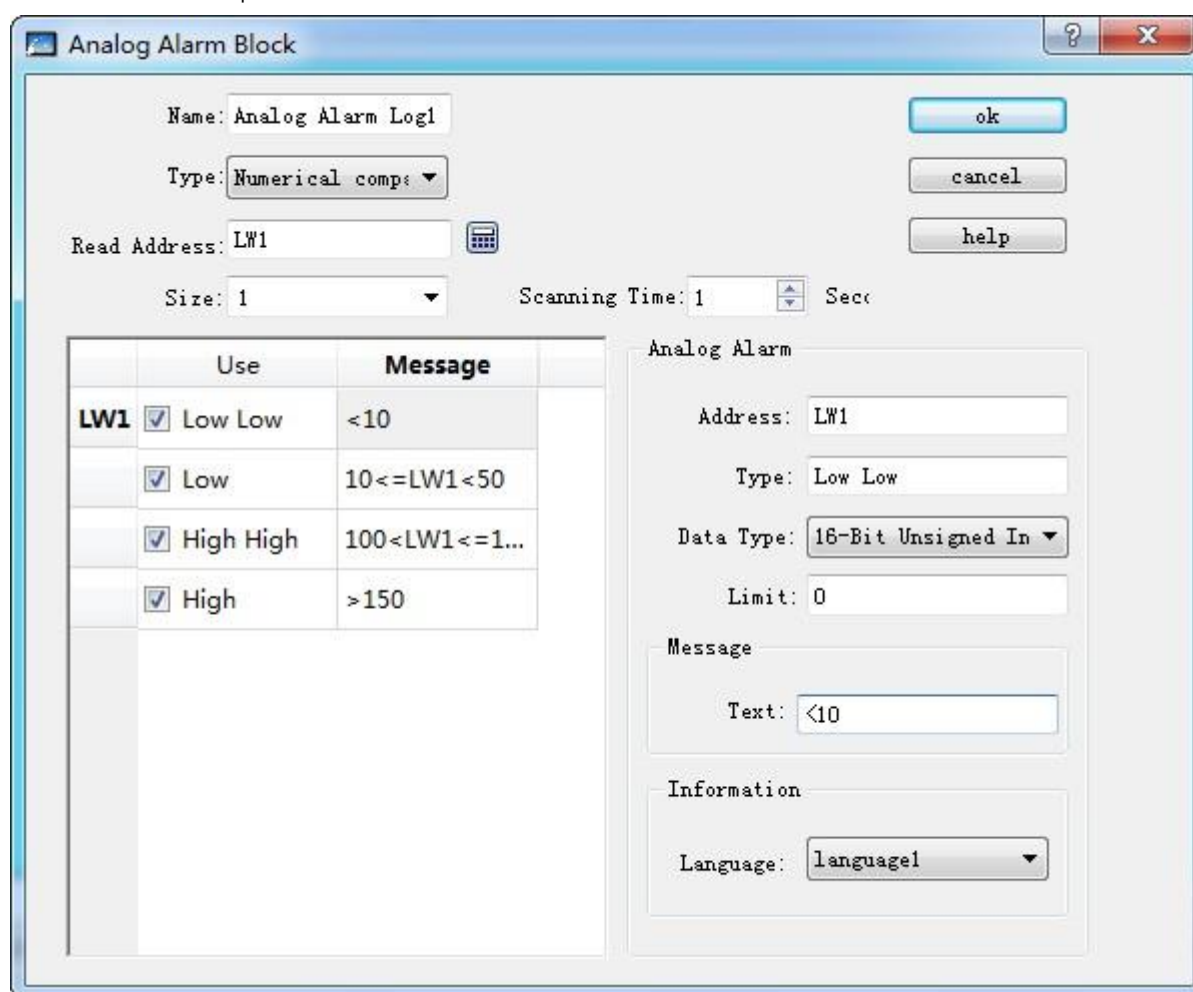 Analog Alarm Block
Name: Analog Alarm Log1
ok
Type: Numerical comp
cancel
Read Address: LW1
help
Size: 1
Scanning Time: 1 Sec
Use Message
LW1 Low Low <10
Low 10<=LW1<50
High High 100<LW1<=1...
High >150
Analog Alarm
Address: LW1
Type: Low Low
Data Type: 16-Bit Unsigned In
Limit: 0
Message
Text: <10
Information
Language: language1